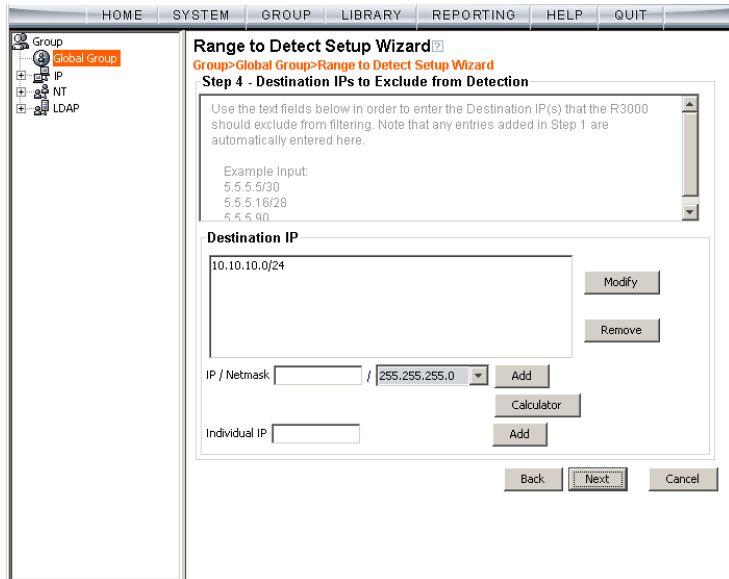 HOME SYSTEM GROUP LIBRARY REPORTING HELP QUIT
Group
Global Group
IP
NT
LDAP
Range to Detect Setup Wizard?
Group>Global Group>Range to Detect Setup Wizard
Step 4 - Destination IPs to Exclude from Detection
Use the text fields below in order to enter the Destination IP(s) that the R3000
should exclude from filtering. Note that any entries added in Step 1 are
automatically entered here.
Example Input:
5.5.5.5/30
5.5.5.16/28
5.5.5.90
Destination IP
10.10.10.0/24
Modify
Remove
IP / Netmask / 255.255.255.0 Add
Calculator
Individual IP Add
Back Next Cancel